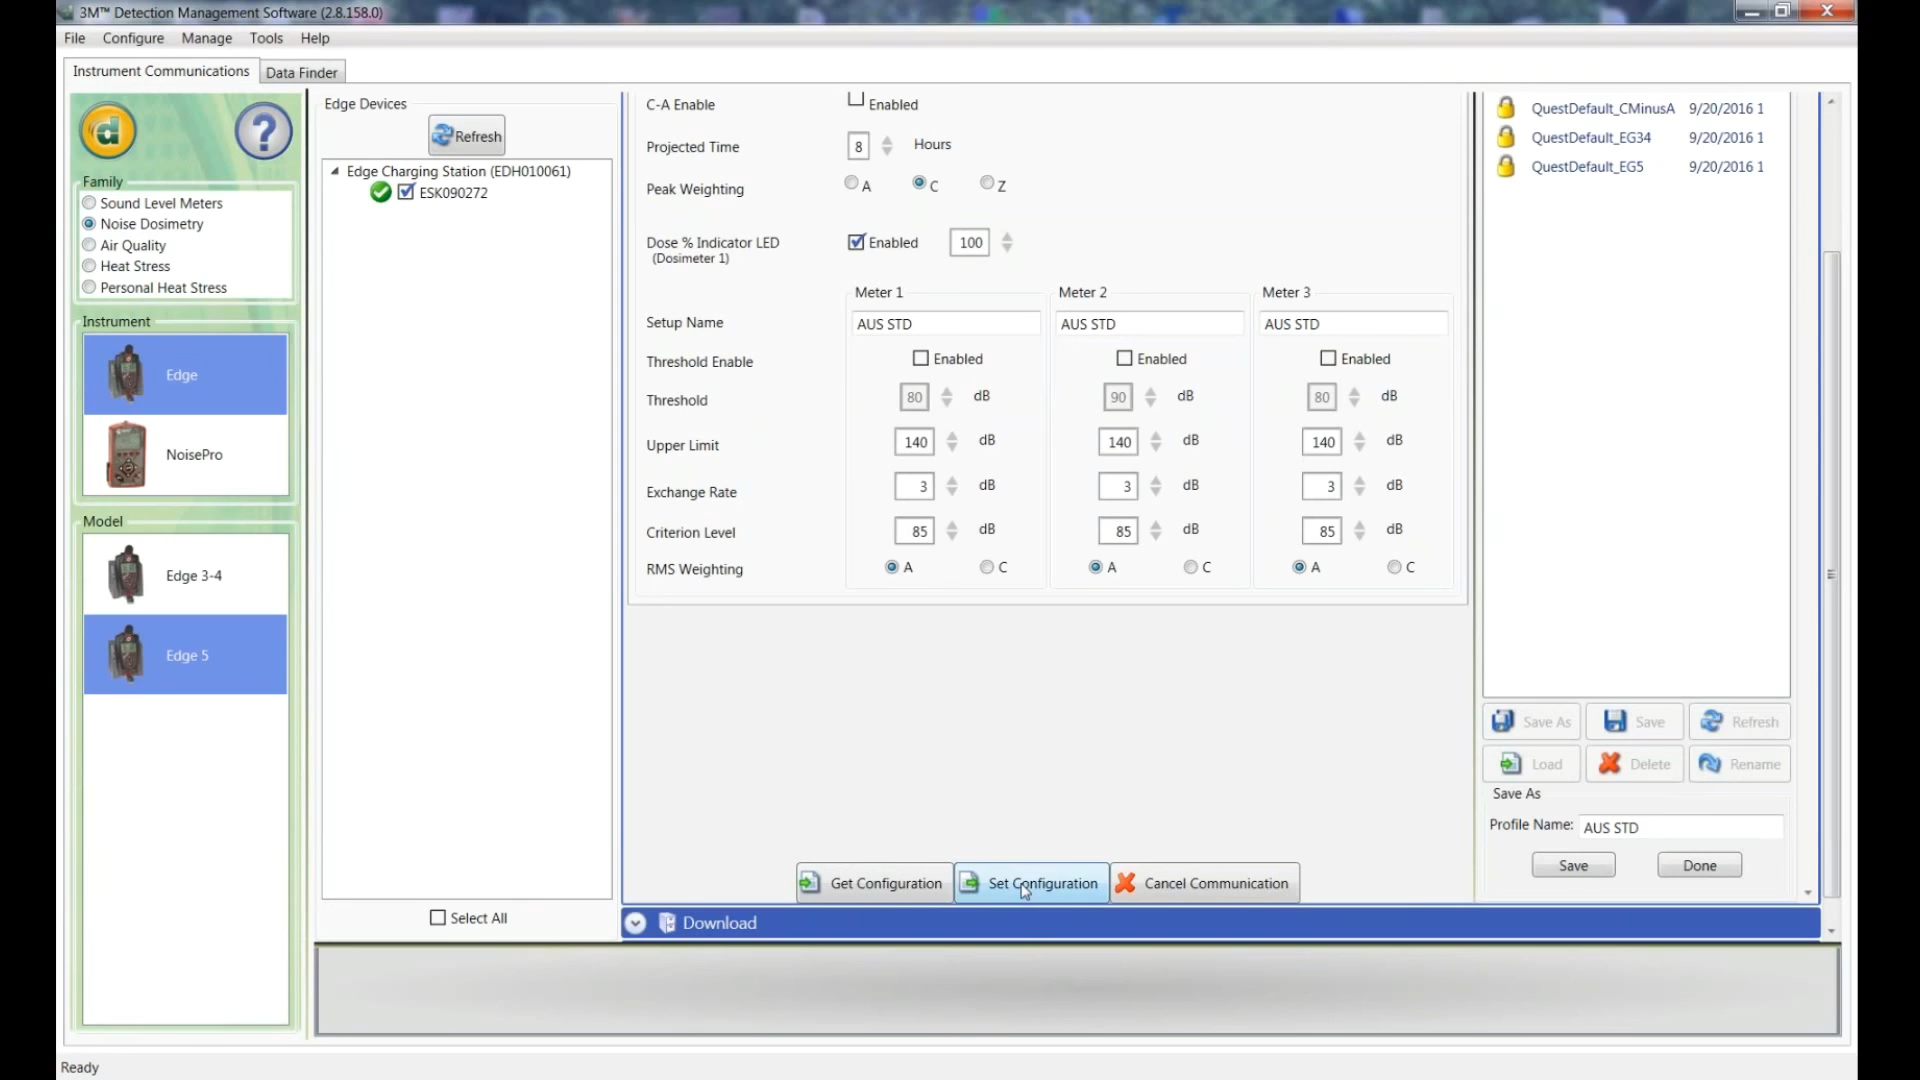 3M™ Detection Management Software (2.8.158.0)
File Configure Manage Tools Help
Instrument Communications Data Finder
Family
Sound Level Meters
Noise Dosimetry
Air Quality
Heat Stress
Personal Heat Stress
Instrument
Edge
NoisePro
Model
Edge 3-4
Edge 5
Edge Devices
Refresh
Edge Charging Station (EDH010061)
ESK090272
Select All
C-A Enable Enabled
Projected Time 8 Hours
Peak Weighting A C Z
Dose % Indicator LED Enabled 100
(Dosimeter 1)
Meter 1 Meter 2 Meter 3
Setup Name AUS STD AUS STD AUS STD
Threshold Enable Enabled Enabled Enabled
Threshold 80 dB 90 dB 80 dB
Upper Limit 140 dB 140 dB 140 dB
Exchange Rate 3 dB 3 dB 3 dB
Criterion Level 85 dB 85 dB 85 dB
RMS Weighting A C A C A C
Get Configuration Set Configuration Cancel Communication
Download
QuestDefault_CMinusA 9/20/2016 1
QuestDefault_EG34 9/20/2016 1
QuestDefault_EG5 9/20/2016 1
Save As Save Refresh
Load Delete Rename
Save As
Profile Name: AUS STD
Save Done
Ready